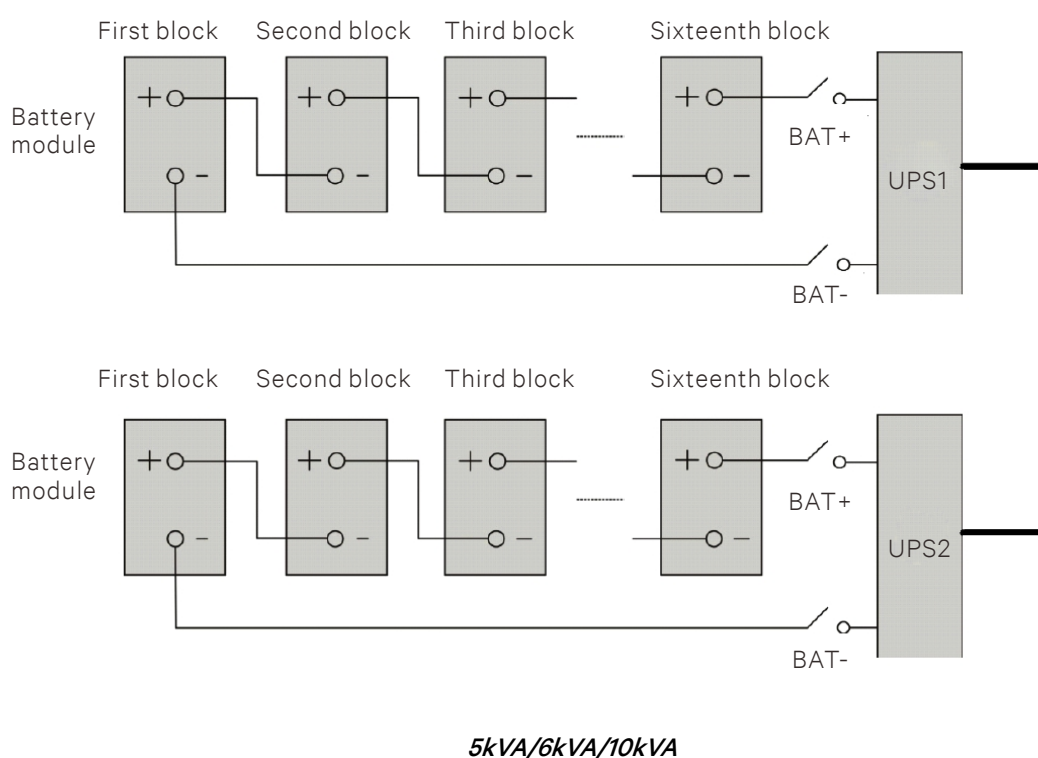 First block Second block Third block Sixteenth block
+ + + +
Battery
module
BAT+
- - - -
UPS1
BAT-
First block Second block Third block Sixteenth block
+ + + +
Battery
module
BAT+
- - - -
UPS2
BAT-
5kVA/6kVA/10kVA